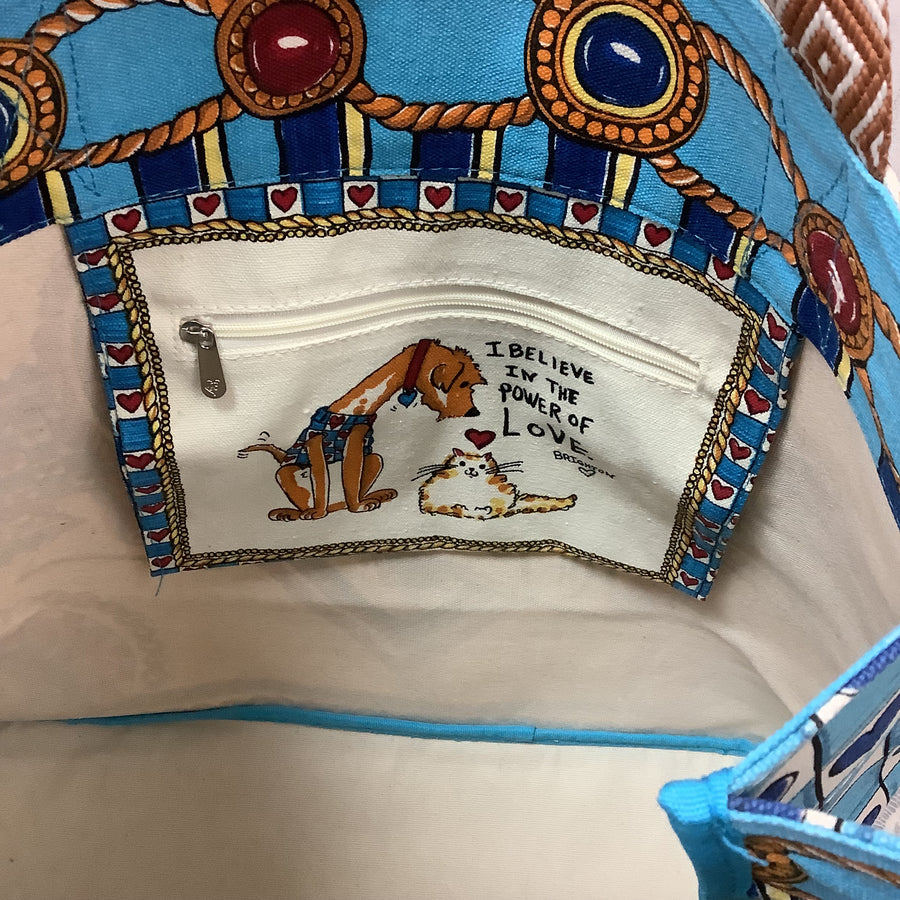 I BELIEVE
IN THE
POWER OF
LOVE.
BRIGHTON